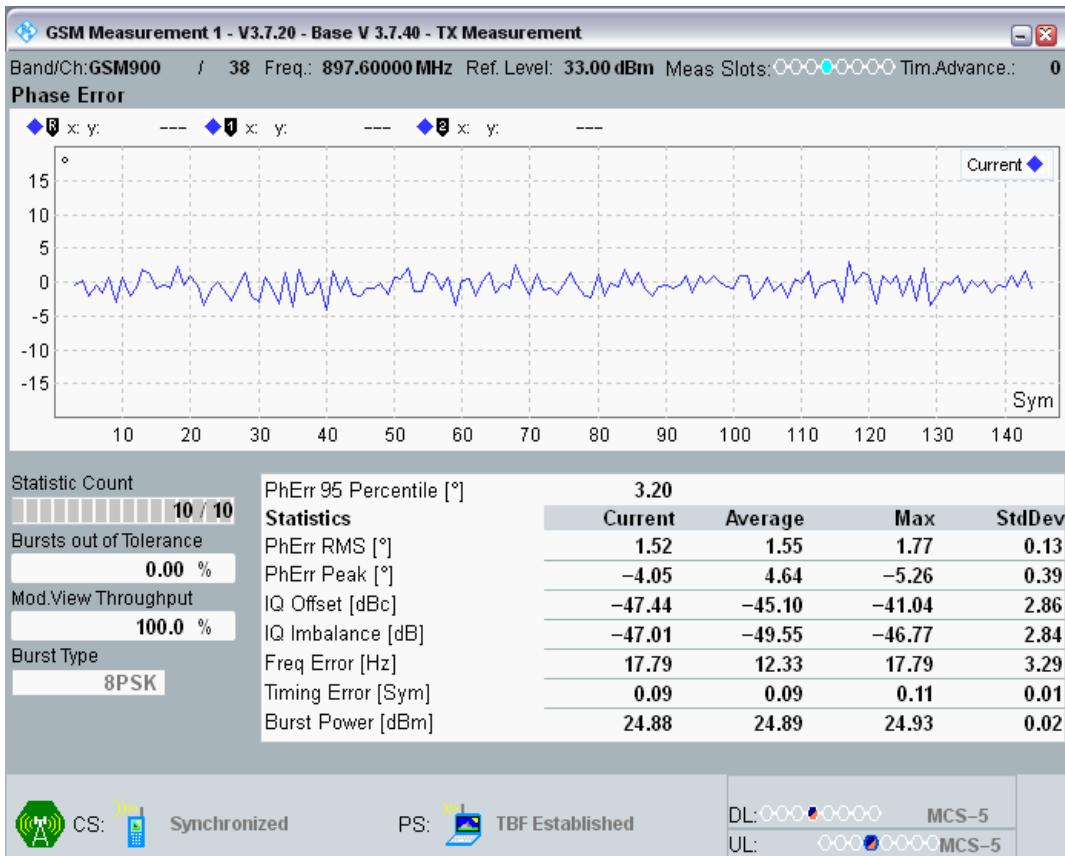 GSM Measurement 1 - V3.7.20 - Base V 3.7.40 - TX Measurement
Band/Ch:GSM900 / 38 Freq.: 897.60000 MHz Ref. Level: 33.00 dBm Meas Slots: Tim.Advance.: 0
Phase Error
R x: y: --- 1 x: y: --- 2 x: y: ---
°
Current
15
10
5
0
-5
-10
-15
Sym
10 20 30 40 50 60 70 80 90 100 110 120 130 140
Statistic Count
10 / 10
Bursts out of Tolerance
0.00 %
Mod.View Throughput
100.0 %
Burst Type
8PSK
PhErr 95 Percentile [°] 3.20
Statistics Current Average Max StdDev
PhErr RMS [°] 1.52 1.55 1.77 0.13
PhErr Peak [°] −4.05 4.64 −5.26 0.39
IQ Offset [dBc] −47.44 −45.10 −41.04 2.86
IQ Imbalance [dB] −47.01 −49.55 −46.77 2.84
Freq Error [Hz] 17.79 12.33 17.79 3.29
Timing Error [Sym] 0.09 0.09 0.11 0.01
Burst Power [dBm] 24.88 24.89 24.93 0.02
CS: Synchronized PS: TBF Established
DL: MCS−5
UL: MCS−5